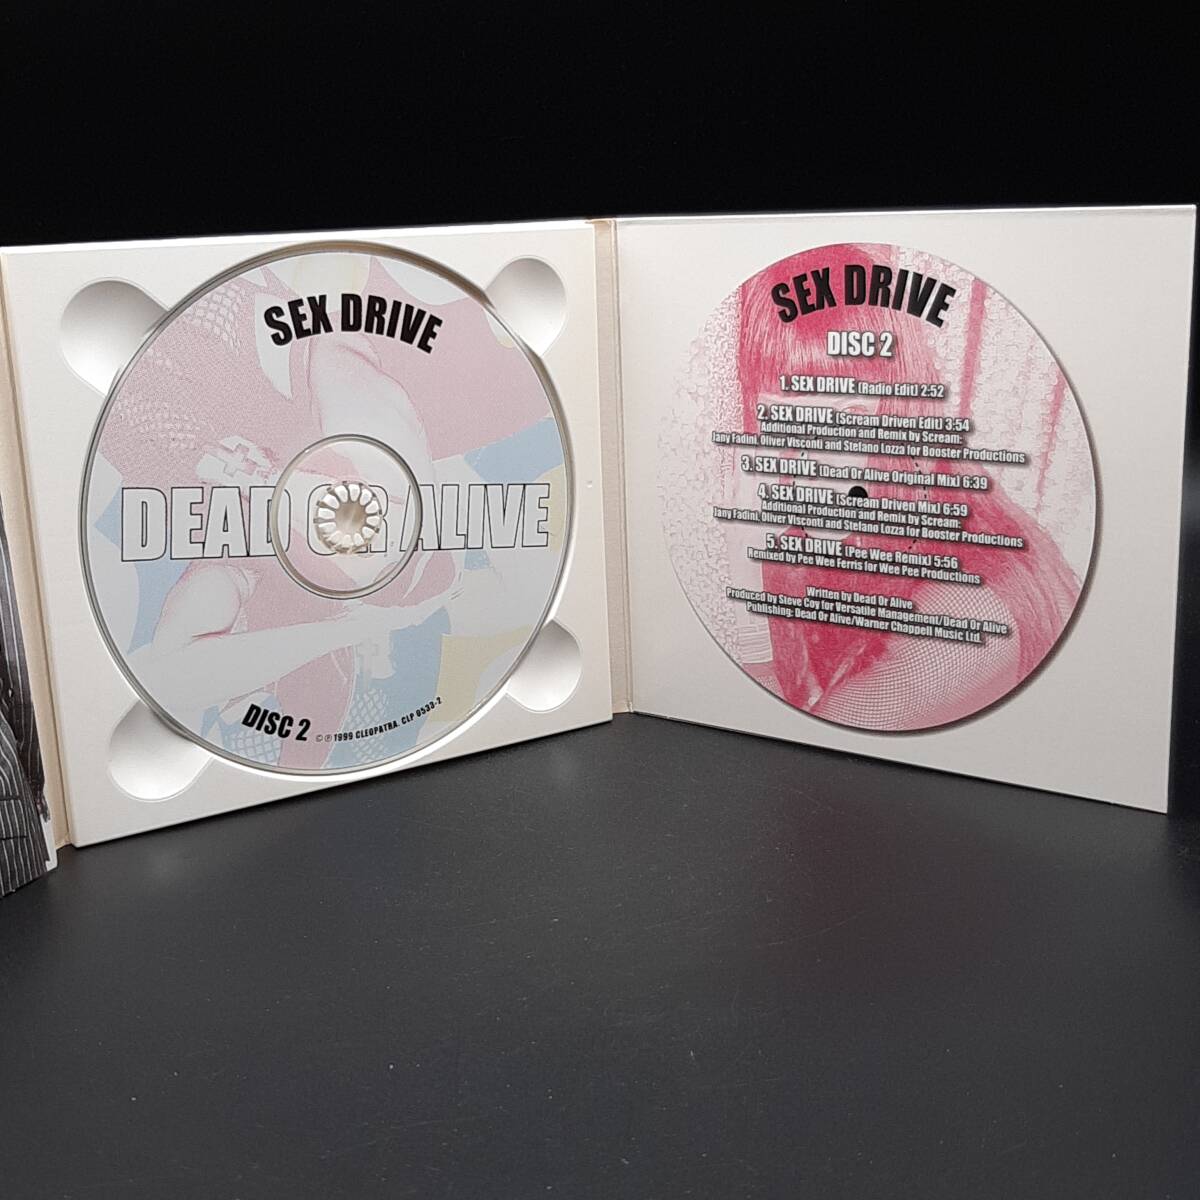 SEX DRIVE
DEAD OR ALIVE
DISC 2
© ℗ 1999 CLEOPATRA. CLP 0533-2
SEX DRIVE
DISC 2
1. SEX DRIVE (Radio Edit) 2:52
2. SEX DRIVE (Scream Driven Edit) 3:54
Additional Production and Remix by Scream:
Jany Fadini, Oliver Visconti and Stefano Lozza for Booster Productions
3. SEX DRIVE (Dead Or Alive Original Mix) 6:39
4. SEX DRIVE (Scream Driven Mix) 6:59
Additional Production and Remix by Scream:
Jany Fadini, Oliver Visconti and Stefano Lozza for Booster Productions
5. SEX DRIVE (Pee Wee Remix) 5:56
Remixed by Pee Wee Ferris for Wee Pee Productions
Written by Dead Or Alive
Produced by Steve Coy for Versatile Management/Dead Or Alive
Publishing: Dead Or Alive/Warner Chappell Music Ltd.